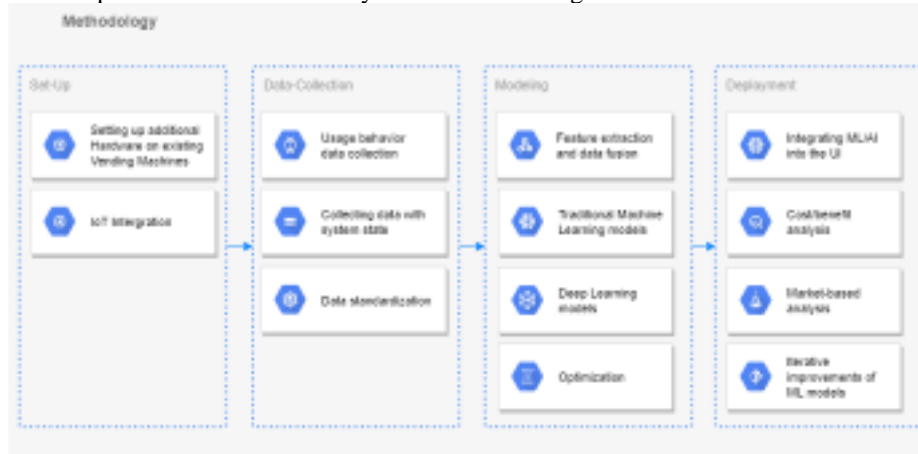 Methodology
Set-Up
Setting up additional
Hardware on existing
Vending Machines
IoT Intergration
Data-Collection
Usage behavior
data collection
Collecting data with
system state
Data standardization
Modeling
Feature extraction
and data fusion
Traditional Machine
Learning models
Deep Learning
models
Optimization
Deployment
Integrating ML/AI
into the UI
Cost/benefit
analysis
Market-based
analysis
Iterative
improvements of
ML models